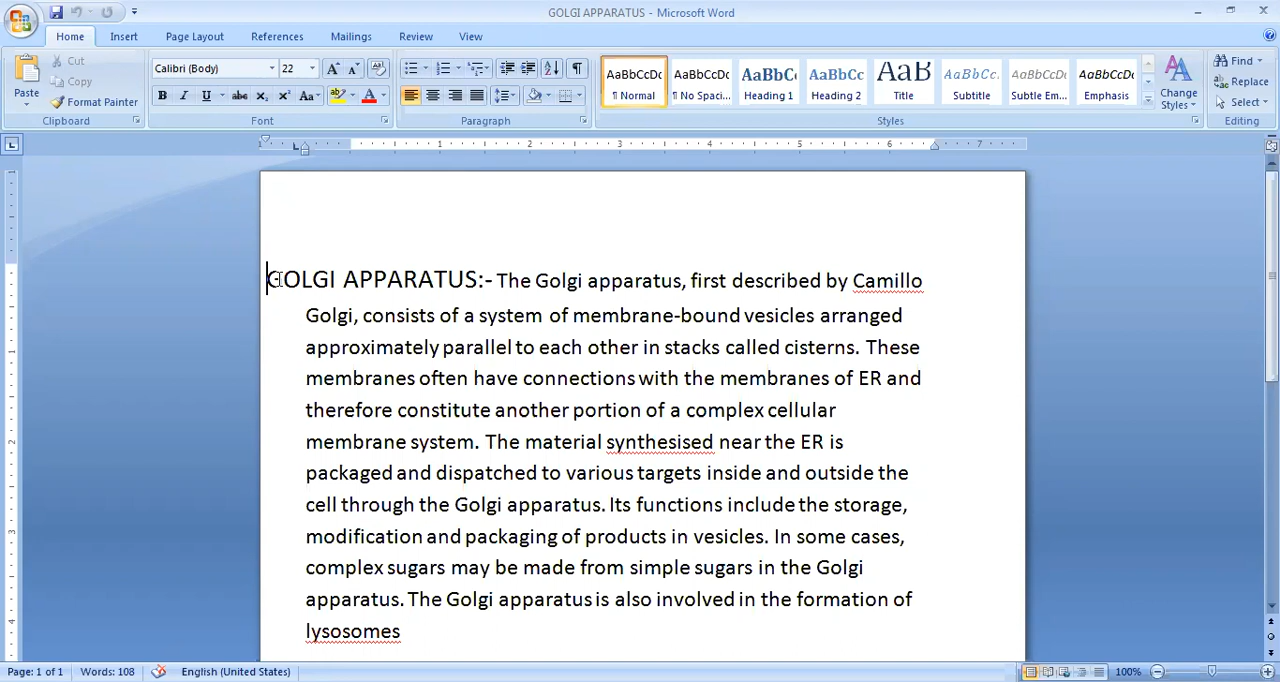 GOLGI APPARATUS - Microsoft Word
Home Insert Page Layout References Mailings Review View
Paste
Cut
Copy
Format Painter
Clipboard
Calibri (Body) 22
Font
Paragraph
AaBbCcDc AaBbCcDc AaBbC AaBbCc AaB AaBbCc. AaBbCcDc AaBbCcDc
¶ Normal ¶ No Spaci... Heading 1 Heading 2 Title Subtitle Subtle Em... Emphasis
Change Styles
Styles
Find
Replace
Select
Editing
GOLGI APPARATUS:- The Golgi apparatus, first described by Camillo
Golgi, consists of a system of membrane-bound vesicles arranged
approximately parallel to each other in stacks called cisterns. These
membranes often have connections with the membranes of ER and
therefore constitute another portion of a complex cellular
membrane system. The material synthesised near the ER is
packaged and dispatched to various targets inside and outside the
cell through the Golgi apparatus. Its functions include the storage,
modification and packaging of products in vesicles. In some cases,
complex sugars may be made from simple sugars in the Golgi
apparatus. The Golgi apparatus is also involved in the formation of
lysosomes
Page: 1 of 1 Words: 108 English (United States) 100%